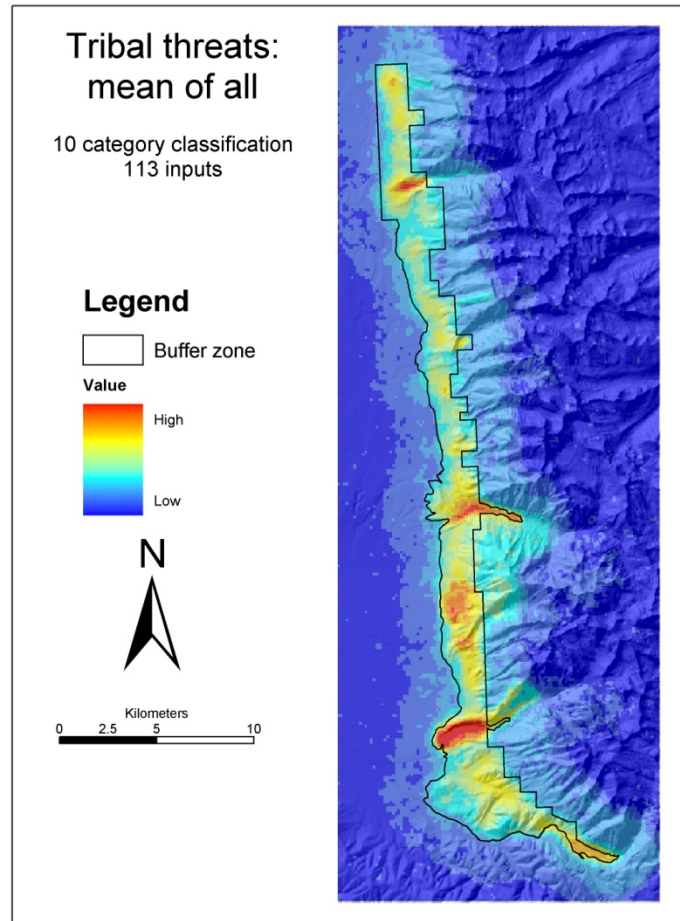 Tribal threats:
mean of all
10 category classification
113 inputs
Legend
Buffer zone
Value
High
Low
N
Kilometers
0 2.5 5 10